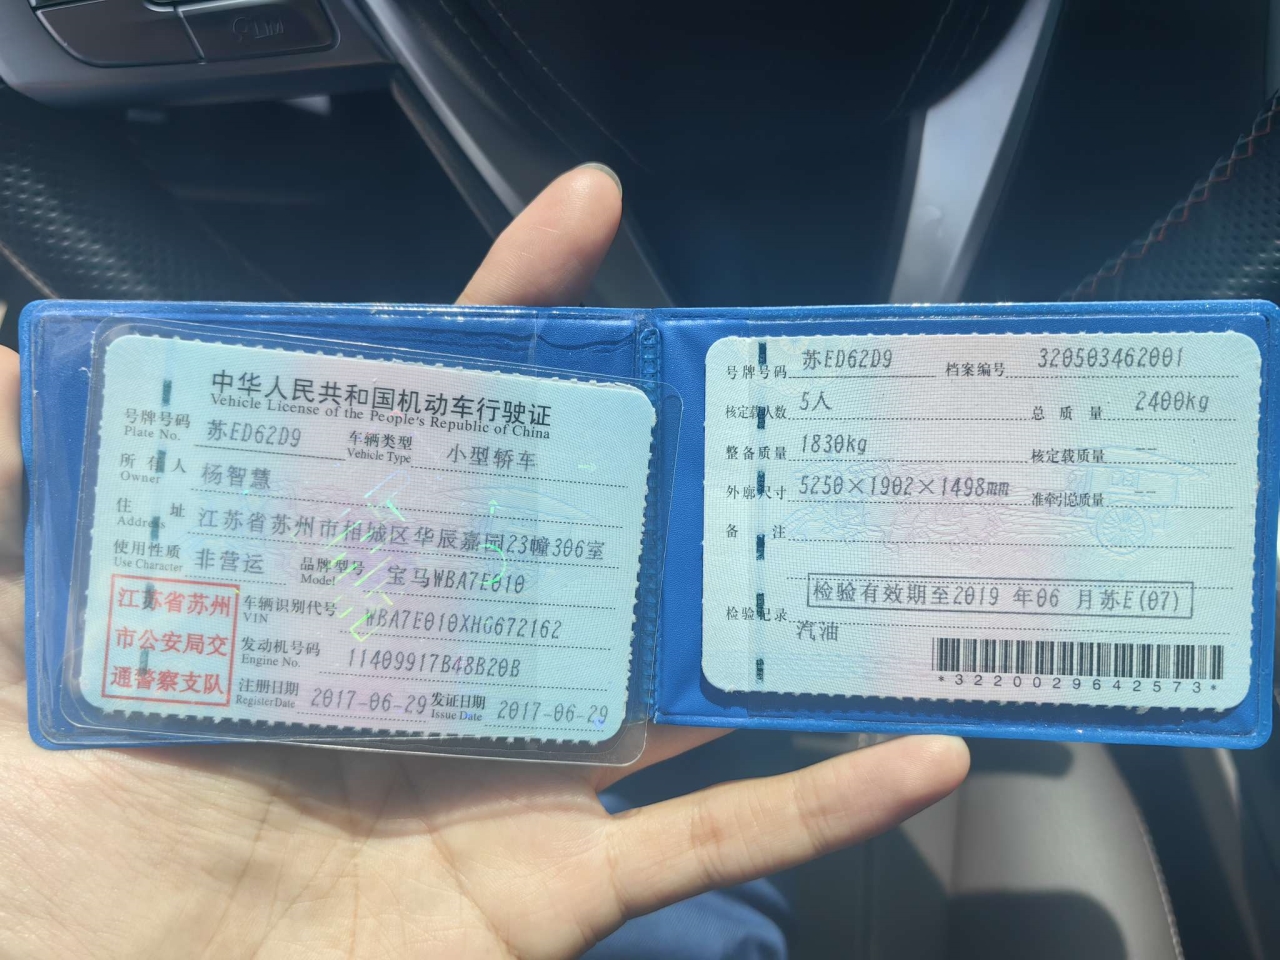 LIM
中华人民共和国机动车行驶证
Vehicle License of the People's Republic of China
号牌号码 苏ED62D9 车辆类型 小型轿车
Plate No. Vehicle Type
所有人 杨智慧
Owner
住址 江苏省苏州市相城区华辰嘉园23幢306室
Address
使用性质 非营运 品牌型号 宝马WBA7E010
Use Character Model
江苏省苏州
市公安局交
通警察支队
车辆识别代号 WBA7E010XHG672162
VIN
发动机号码 11409917B48B20B
Engine No.
注册日期 2017-06-29 发证日期 2017-06-29
Register Date Issue Date
号牌号码 苏ED62D9 档案编号 320503462001
核定载人数 5人 总质量 2400kg
整备质量 1830kg 核定载质量 --
外廓尺寸 5250×1902×1498mm 准牵引总质量 --
备注
检验有效期至2019 年06 月苏E(07)
检验记录
汽油
*3220029642573*